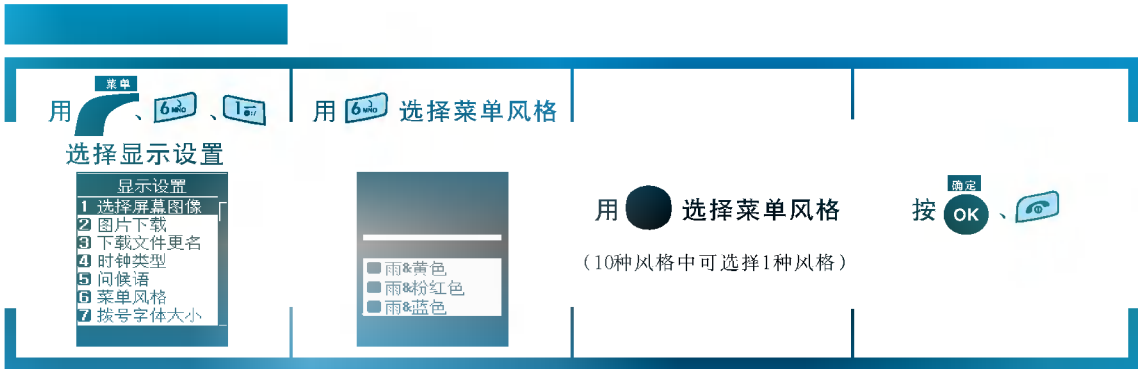 菜单
用 、 6 MNO 、 1
选择显示设置
显示设置
1 选择屏幕图像
2 图片下载
3 下载文件更名
4 时钟类型
5 问候语
6 菜单风格
7 拨号字体大小
用 6 MNO 选择菜单风格
雨&黄色
雨&粉红色
雨&蓝色
用 选择菜单风格
(10种风格中可选择1种风格)
确定
按 OK 、